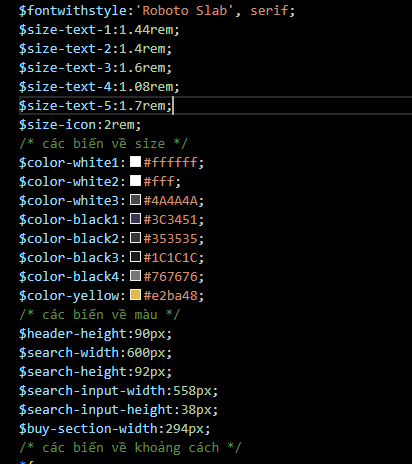 $fontwithstyle:'Roboto Slab', serif;
$size-text-1:1.44rem;
$size-text-2:1.4rem;
$size-text-3:1.6rem;
$size-text-4:1.08rem;
$size-text-5:1.7rem;
$size-icon:2rem;
/* các biến về size */
$color-white1:#ffffff;
$color-white2:#fff;
$color-white3:#4A4A4A;
$color-black1:#3C3451;
$color-black2:#353535;
$color-black3:#1C1C1C;
$color-black4:#767676;
$color-yellow:#e2ba48;
/* các biến về màu */
$header-height:90px;
$search-width:600px;
$search-height:92px;
$search-input-width:558px;
$search-input-height:38px;
$buy-section-width:294px;
/* các biến về khoảng cách */